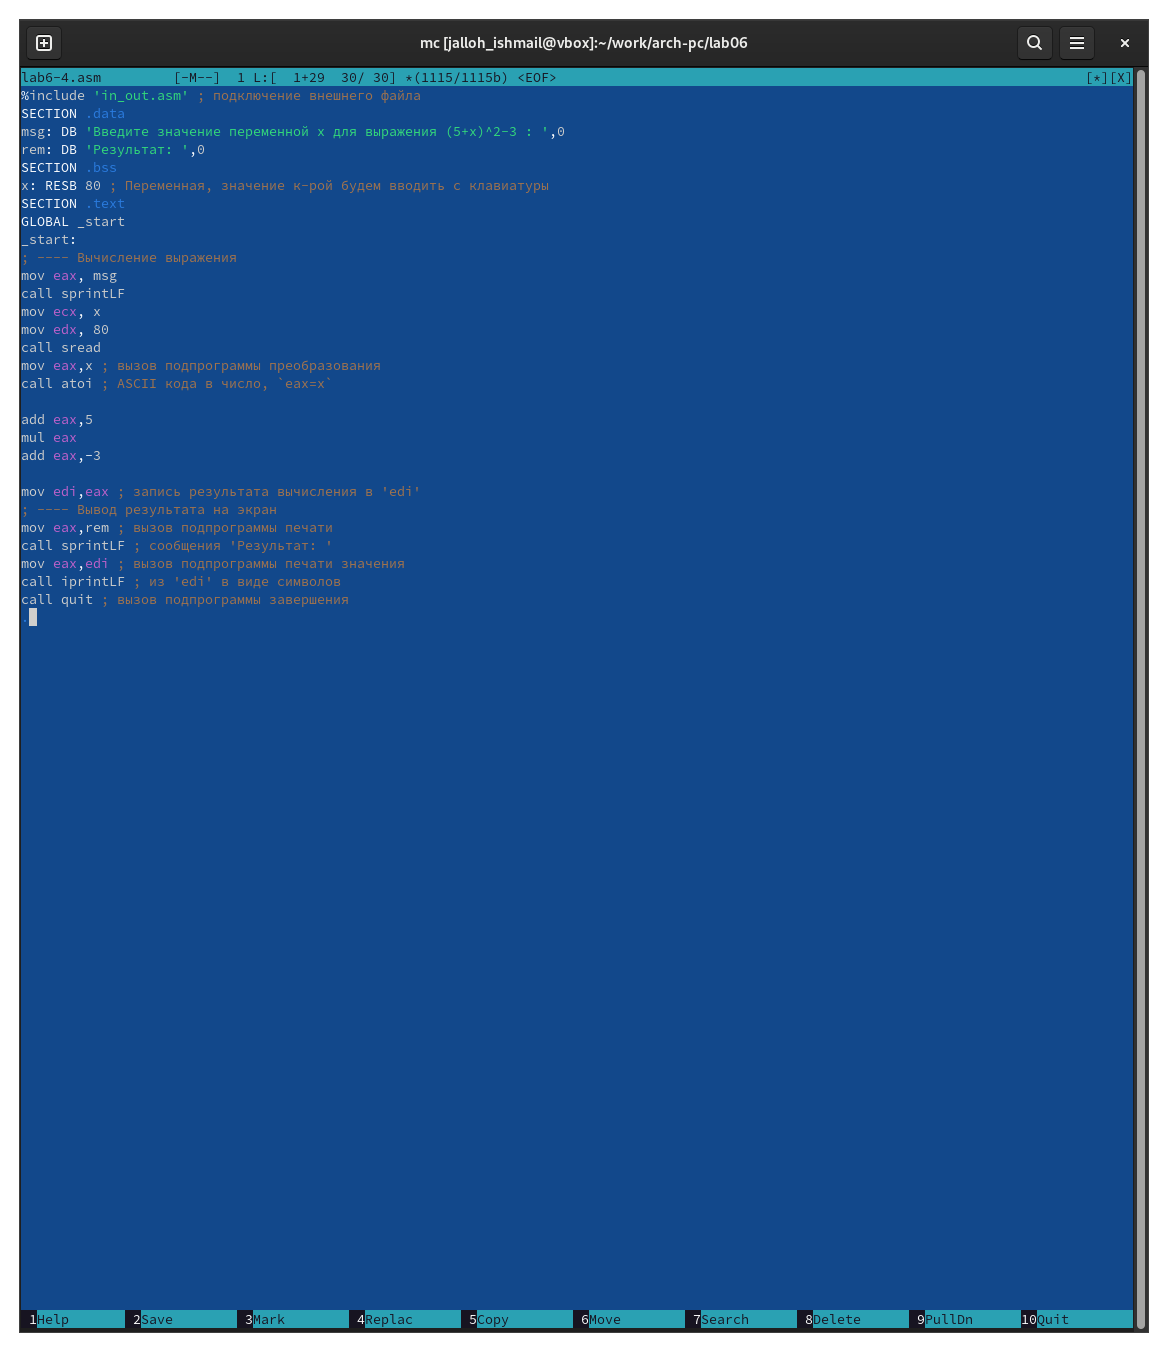 mc [jalloh_ishmail@vbox]:~/work/arch-pc/lab06
lab6-4.asm         [-M--]  1 L:[  1+29  30/ 30] *(1115/1115b) <EOF>                [*][X]
%include 'in_out.asm' ; подключение внешнего файла
SECTION .data
msg: DB 'Введите значение переменной x для выражения (5+x)^2-3 : ',0
rem: DB 'Результат: ',0
SECTION .bss
x: RESB 80 ; Переменная, значение к-рой будем вводить с клавиатуры
SECTION .text
GLOBAL _start
_start:
; ---- Вычисление выражения
mov eax, msg
call sprintLF
mov ecx, x
mov edx, 80
call sread
mov eax,x ; вызов подпрограммы преобразования
call atoi ; ASCII кода в число, `eax=x`
add eax,5
mul eax
add eax,-3
mov edi,eax ; запись результата вычисления в 'edi'
; ---- Вывод результата на экран
mov eax,rem ; вызов подпрограммы печати
call sprintLF ; сообщения 'Результат: '
mov eax,edi ; вызов подпрограммы печати значения
call iprintLF ; из 'edi' в виде символов
call quit ; вызов подпрограммы завершения
.
1Help 2Save 3Mark 4Replac 5Copy 6Move 7Search 8Delete 9PullDn 10Quit